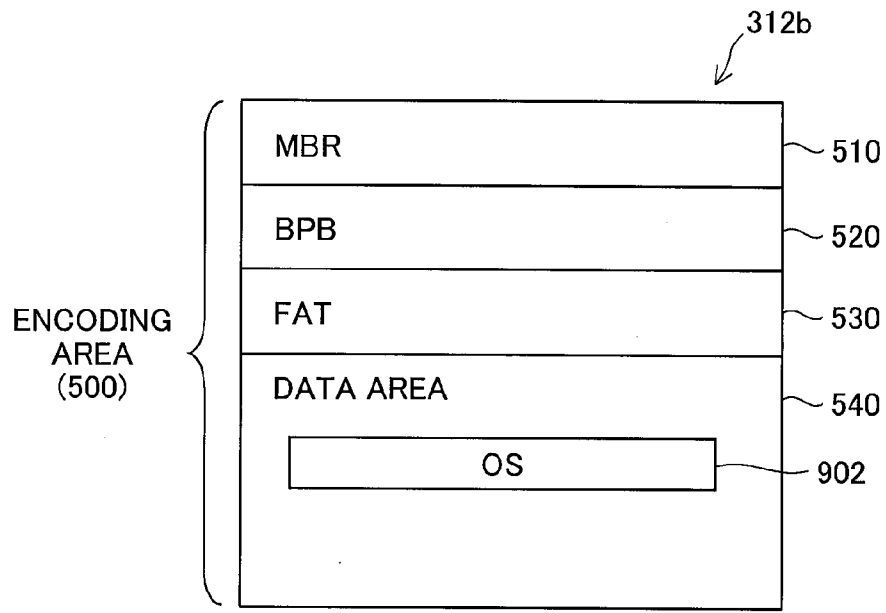 312b
MBR
510
BPB
520
ENCODING
AREA
(500)
FAT
530
DATA AREA
540
OS
902